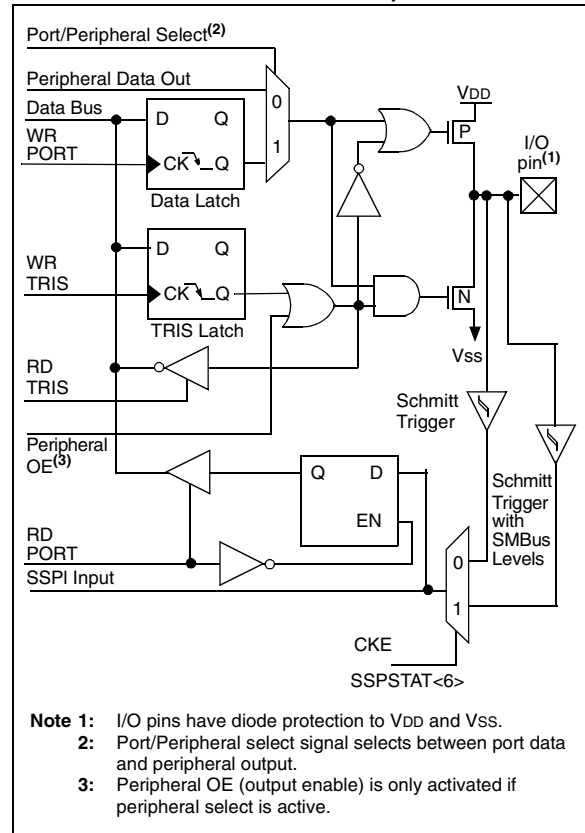 Port/Peripheral Select(2)
Peripheral Data Out
Data Bus
WR
PORT
D Q
CK Q
Data Latch
0
1
VDD
P
I/O
pin(1)
WR
TRIS
D Q
CK Q
TRIS Latch
N
VSS
RD
TRIS
Schmitt
Trigger
Peripheral
OE(3)
Q D
EN
Schmitt
Trigger
with
SMBus
Levels
RD
PORT
SSPl Input
0
1
CKE
SSPSTAT<6>
Note 1: I/O pins have diode protection to VDD and VSS.
2: Port/Peripheral select signal selects between port data
and peripheral output.
3: Peripheral OE (output enable) is only activated if
peripheral select is active.